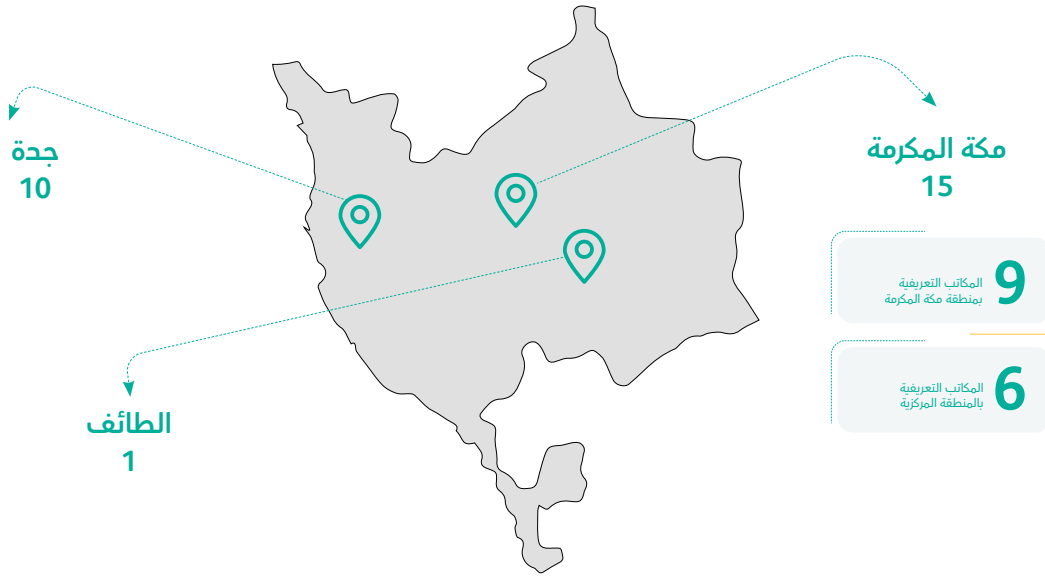 مكة المكرمة
15
جدة
10
الطائف
1
9
المكاتب التعريفية
بمنطقة مكة المكرمة
6
المكاتب التعريفية
بالمنطقة المركزية